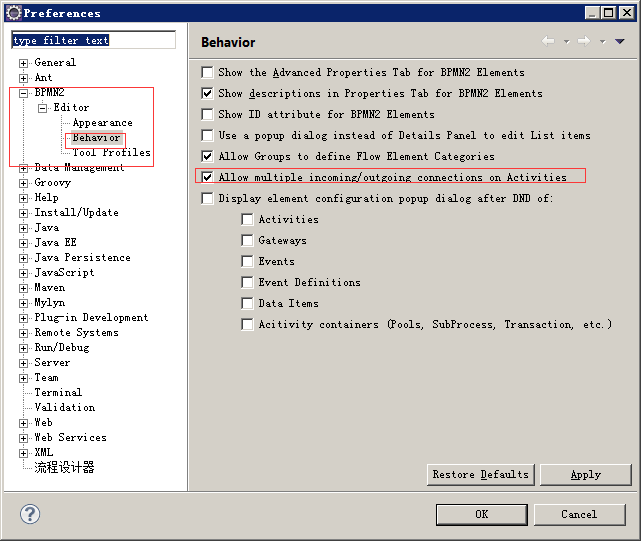 Preferences
type filter text
General
Ant
BPMN2
Editor
Appearance
Behavior
Tool Profiles
Data Management
Groovy
Help
Install/Update
Java
Java EE
Java Persistence
JavaScript
Maven
Mylyn
Plug-in Development
Remote Systems
Run/Debug
Server
Team
Terminal
Validation
Web
Web Services
XML
流程设计器
Behavior
Show the Advanced Properties Tab for BPMN2 Elements
Show descriptions in Properties Tab for BPMN2 Elements
Show ID attribute for BPMN2 Elements
Use a popup dialog instead of Details Panel to edit List items
Allow Groups to define Flow Element Categories
Allow multiple incoming/outgoing connections on Activities
Display element configuration popup dialog after DND of:
Activities
Gateways
Events
Event Definitions
Data Items
Acitivity containers (Pools, SubProcess, Transaction, etc.)
Restore Defaults
Apply
?
OK
Cancel